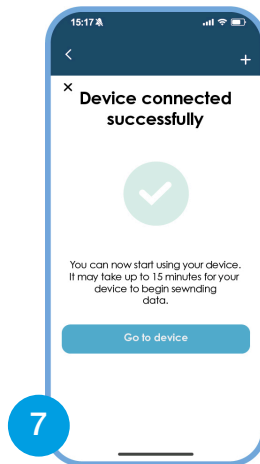 15:17
+
×
Device connected
successfully
You can now start using your device.
It may take up to 15 minutes for your
device to begin sewnding
data.
Go to device
7